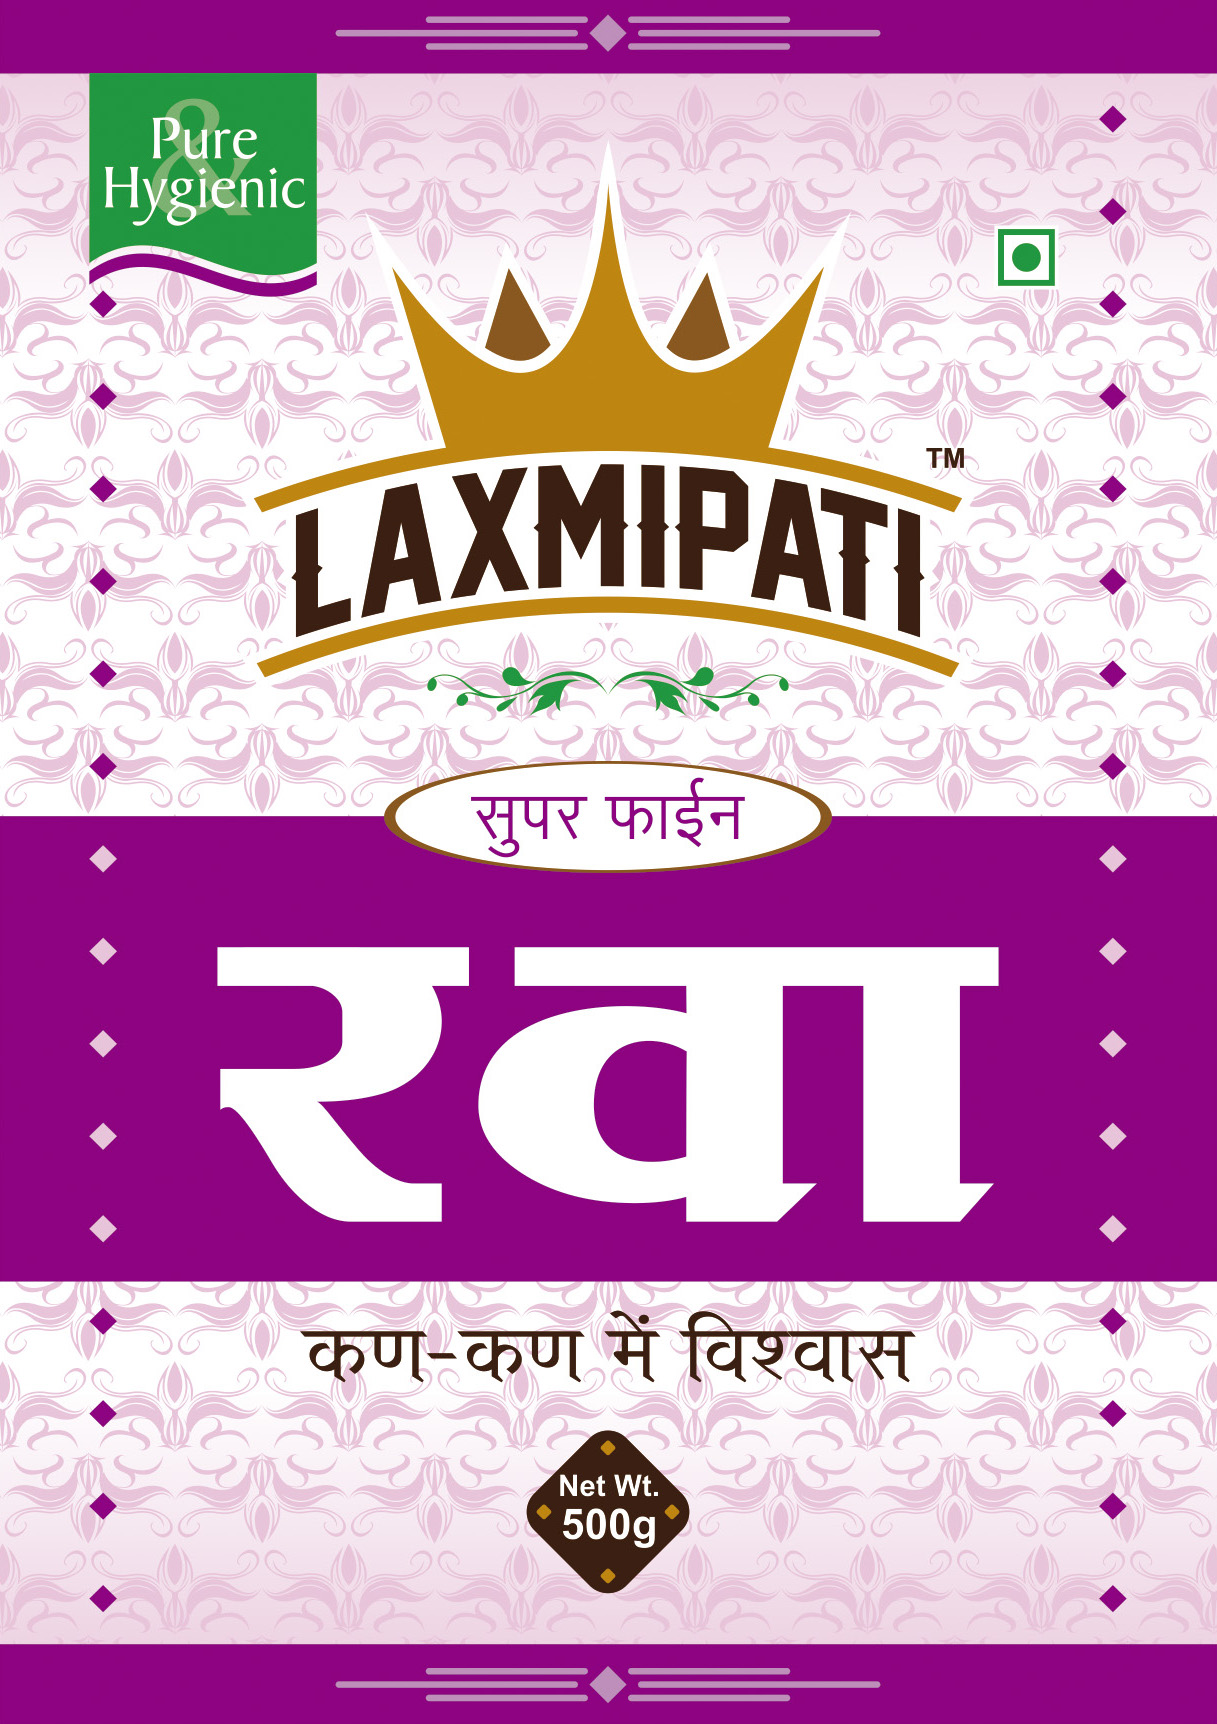 Pure
&
Hygienic
LAXMIPATI
TM
सुपर फाईन
रवा
कण-कण में विश्वास
Net Wt.
500g